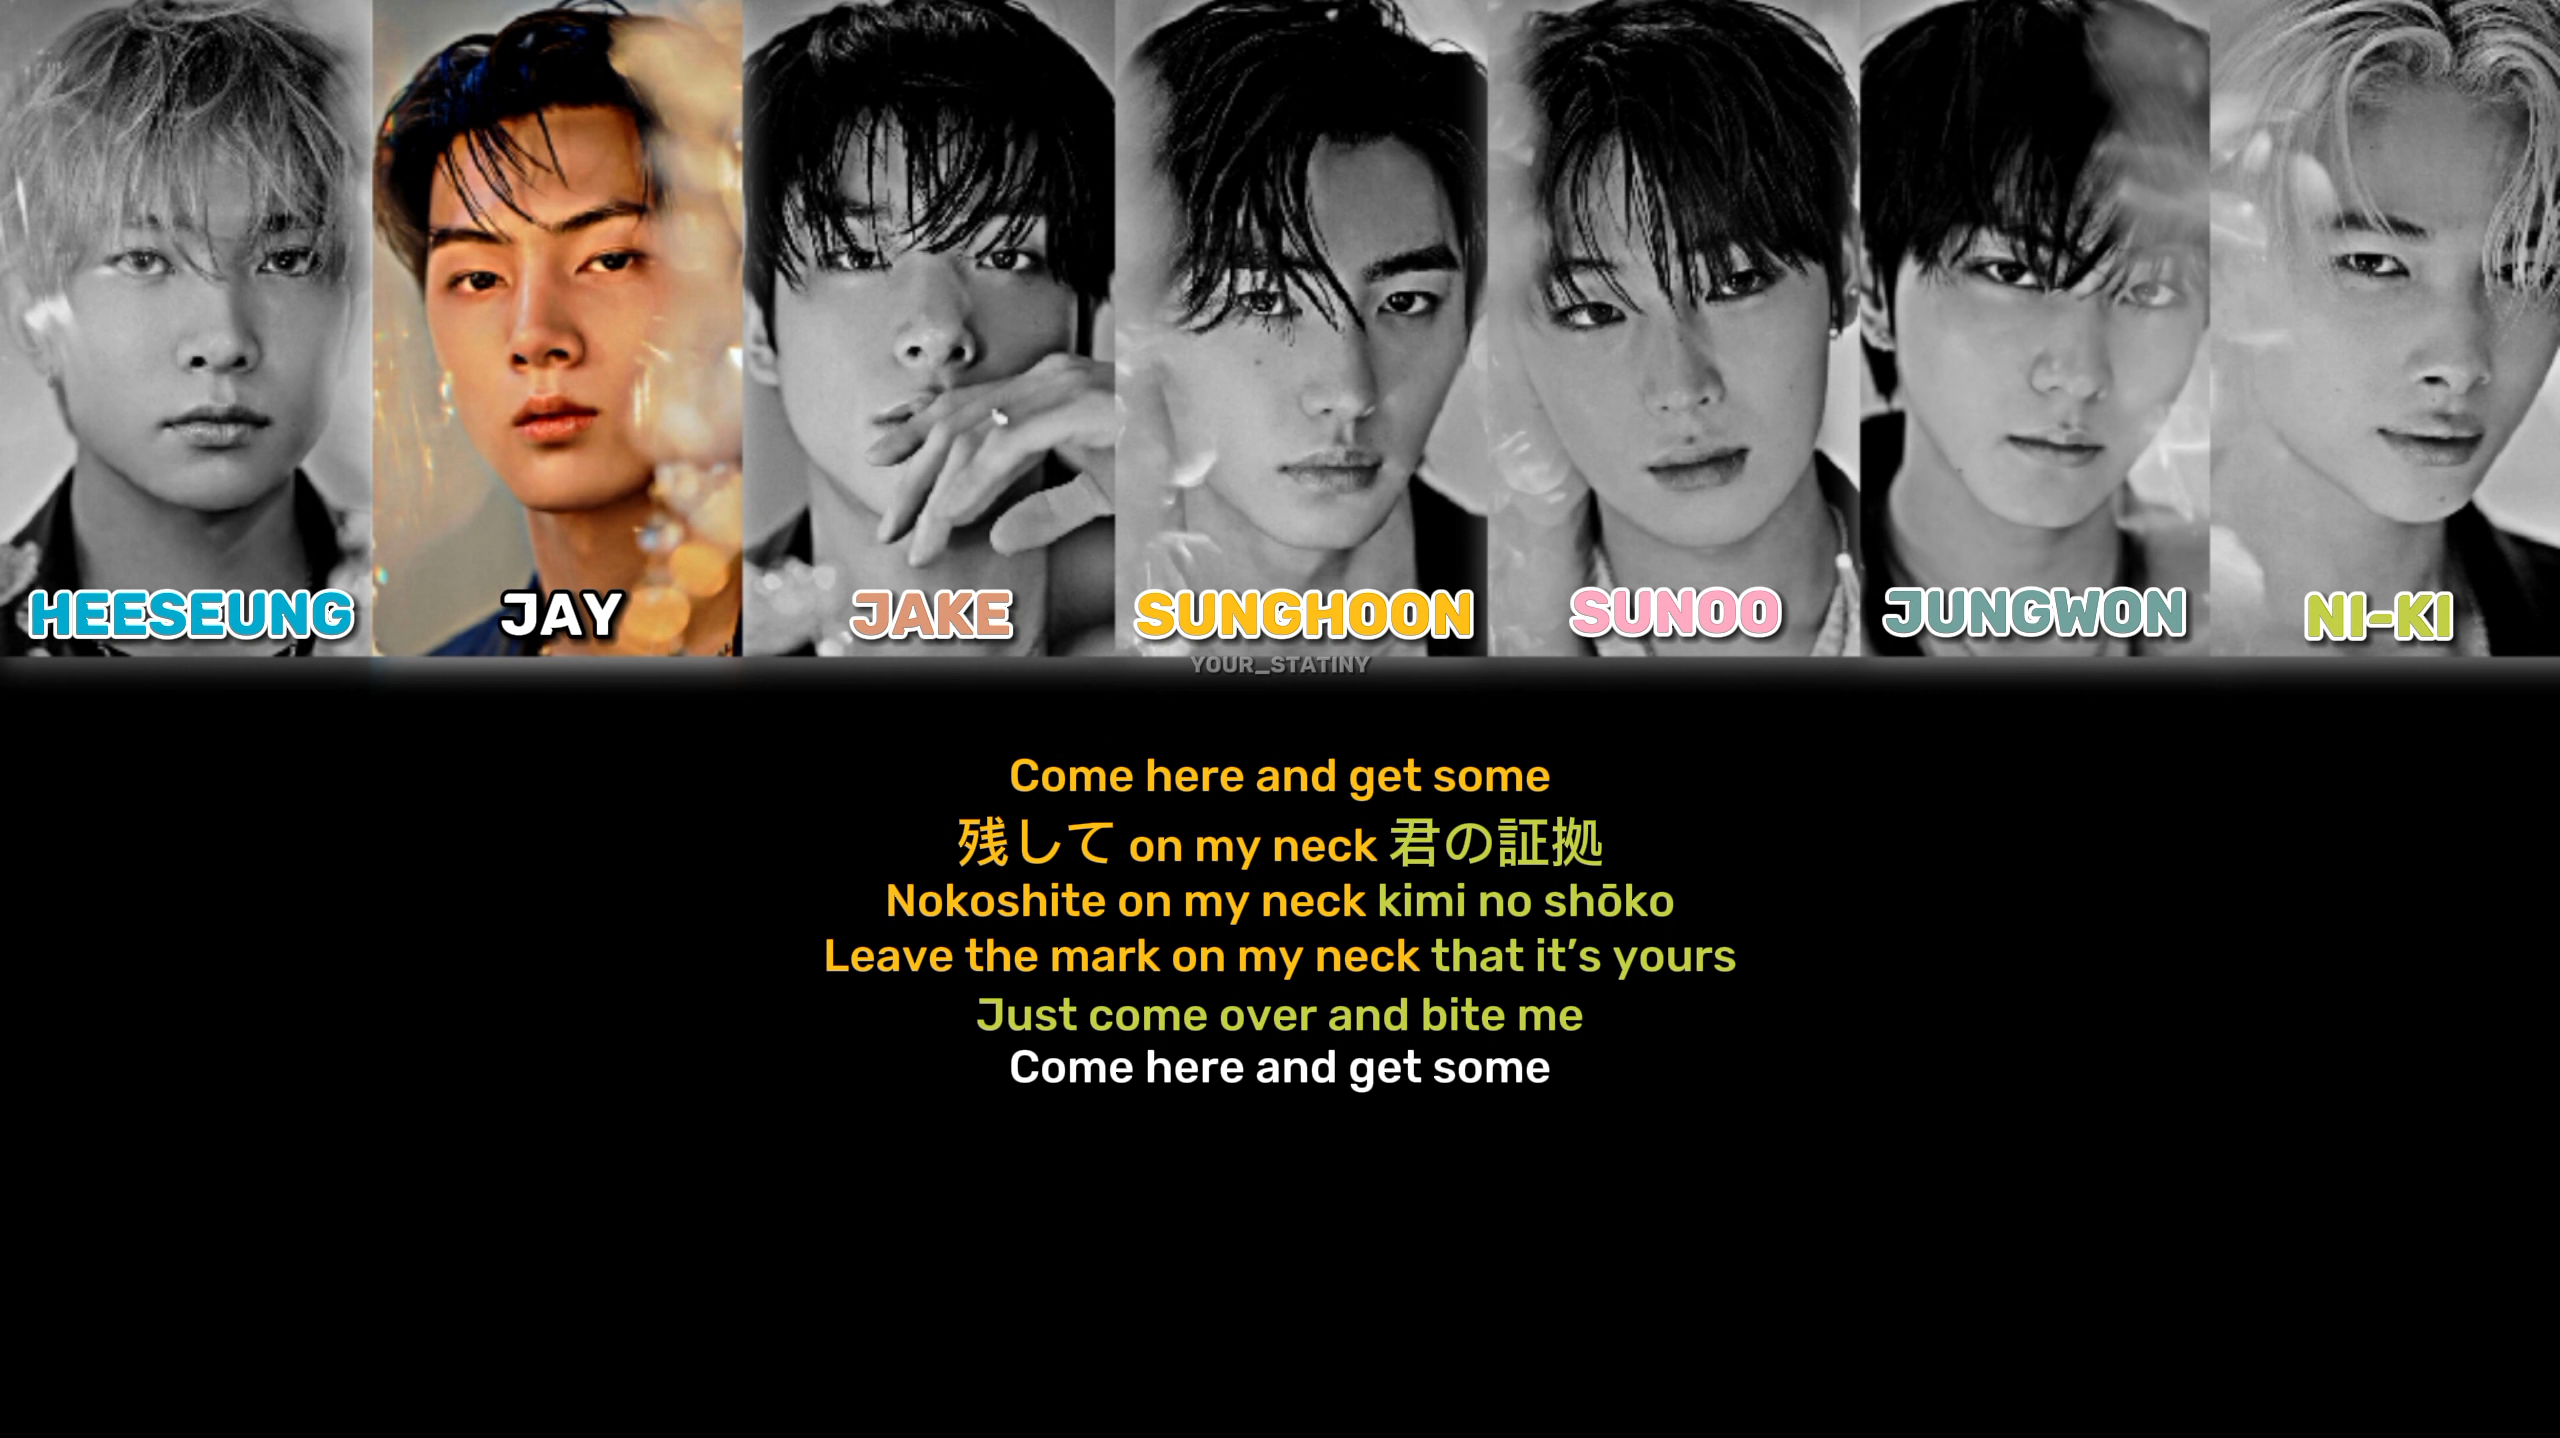 HEESEUNG JAY JAKE SUNGHOON SUNOO JUNGWON NI-KI
YOUR_STATINY
Come here and get some
残して on my neck 君の証拠
Nokoshite on my neck kimi no shōko
Leave the mark on my neck that it’s yours
Just come over and bite me
Come here and get some